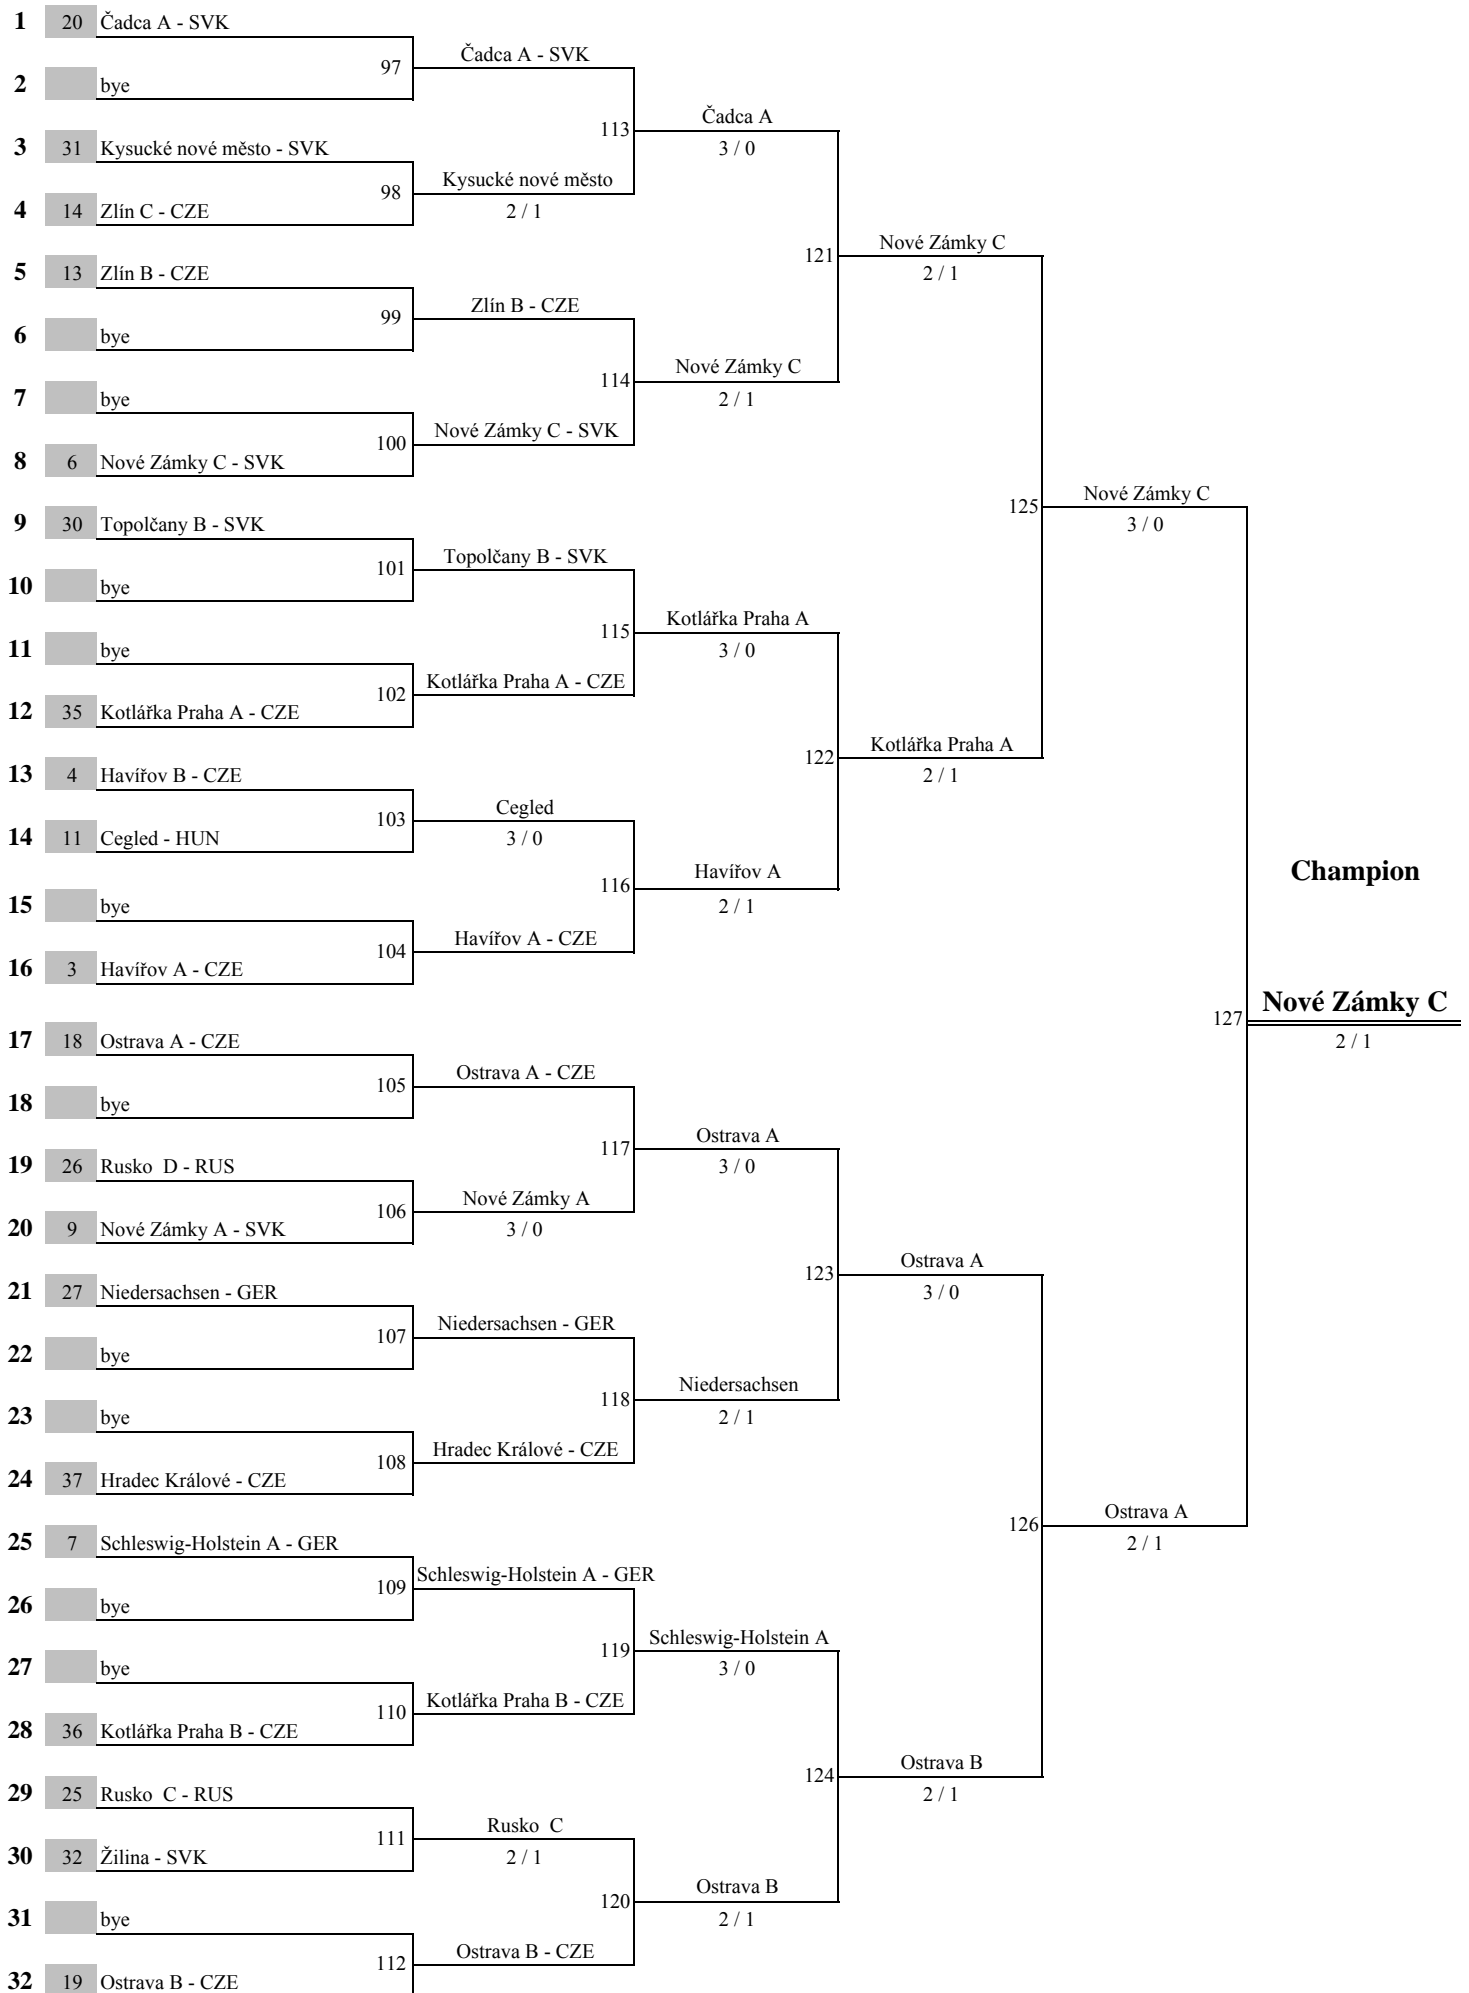 1 20 Čadca A - SVK
97 Čadca A - SVK
2 bye
113 Čadca A
3 / 0
3 31 Kysucké nové město - SVK
98 Kysucké nové město
2 / 1
4 14 Zlín C - CZE
121 Nové Zámky C
2 / 1
5 13 Zlín B - CZE
99 Zlín B - CZE
6 bye
114 Nové Zámky C
2 / 1
7 bye
100 Nové Zámky C - SVK
8 6 Nové Zámky C - SVK
125 Nové Zámky C
3 / 0
9 30 Topolčany B - SVK
101 Topolčany B - SVK
10 bye
115 Kotlářka Praha A
3 / 0
11 bye
102 Kotlářka Praha A - CZE
12 35 Kotlářka Praha A - CZE
122 Kotlářka Praha A
2 / 1
13 4 Havířov B - CZE
103 Cegled
3 / 0
14 11 Cegled - HUN
116 Havířov A
2 / 1
Champion
15 bye
104 Havířov A - CZE
16 3 Havířov A - CZE
127 Nové Zámky C
2 / 1
17 18 Ostrava A - CZE
105 Ostrava A - CZE
18 bye
117 Ostrava A
3 / 0
19 26 Rusko D - RUS
106 Nové Zámky A
3 / 0
20 9 Nové Zámky A - SVK
123 Ostrava A
3 / 0
21 27 Niedersachsen - GER
107 Niedersachsen - GER
22 bye
118 Niedersachsen
2 / 1
23 bye
108 Hradec Králové - CZE
24 37 Hradec Králové - CZE
126 Ostrava A
2 / 1
25 7 Schleswig-Holstein A - GER
109 Schleswig-Holstein A - GER
26 bye
119 Schleswig-Holstein A
3 / 0
27 bye
110 Kotlářka Praha B - CZE
28 36 Kotlářka Praha B - CZE
124 Ostrava B
2 / 1
29 25 Rusko C - RUS
111 Rusko C
2 / 1
30 32 Žilina - SVK
120 Ostrava B
2 / 1
31 bye
112 Ostrava B - CZE
32 19 Ostrava B - CZE